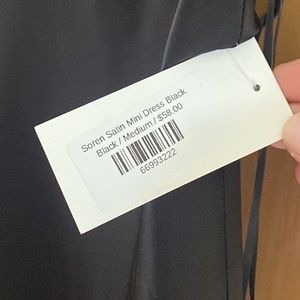 Soren Satin Mini Dress Black
Black / Medium / $58.00
66993222